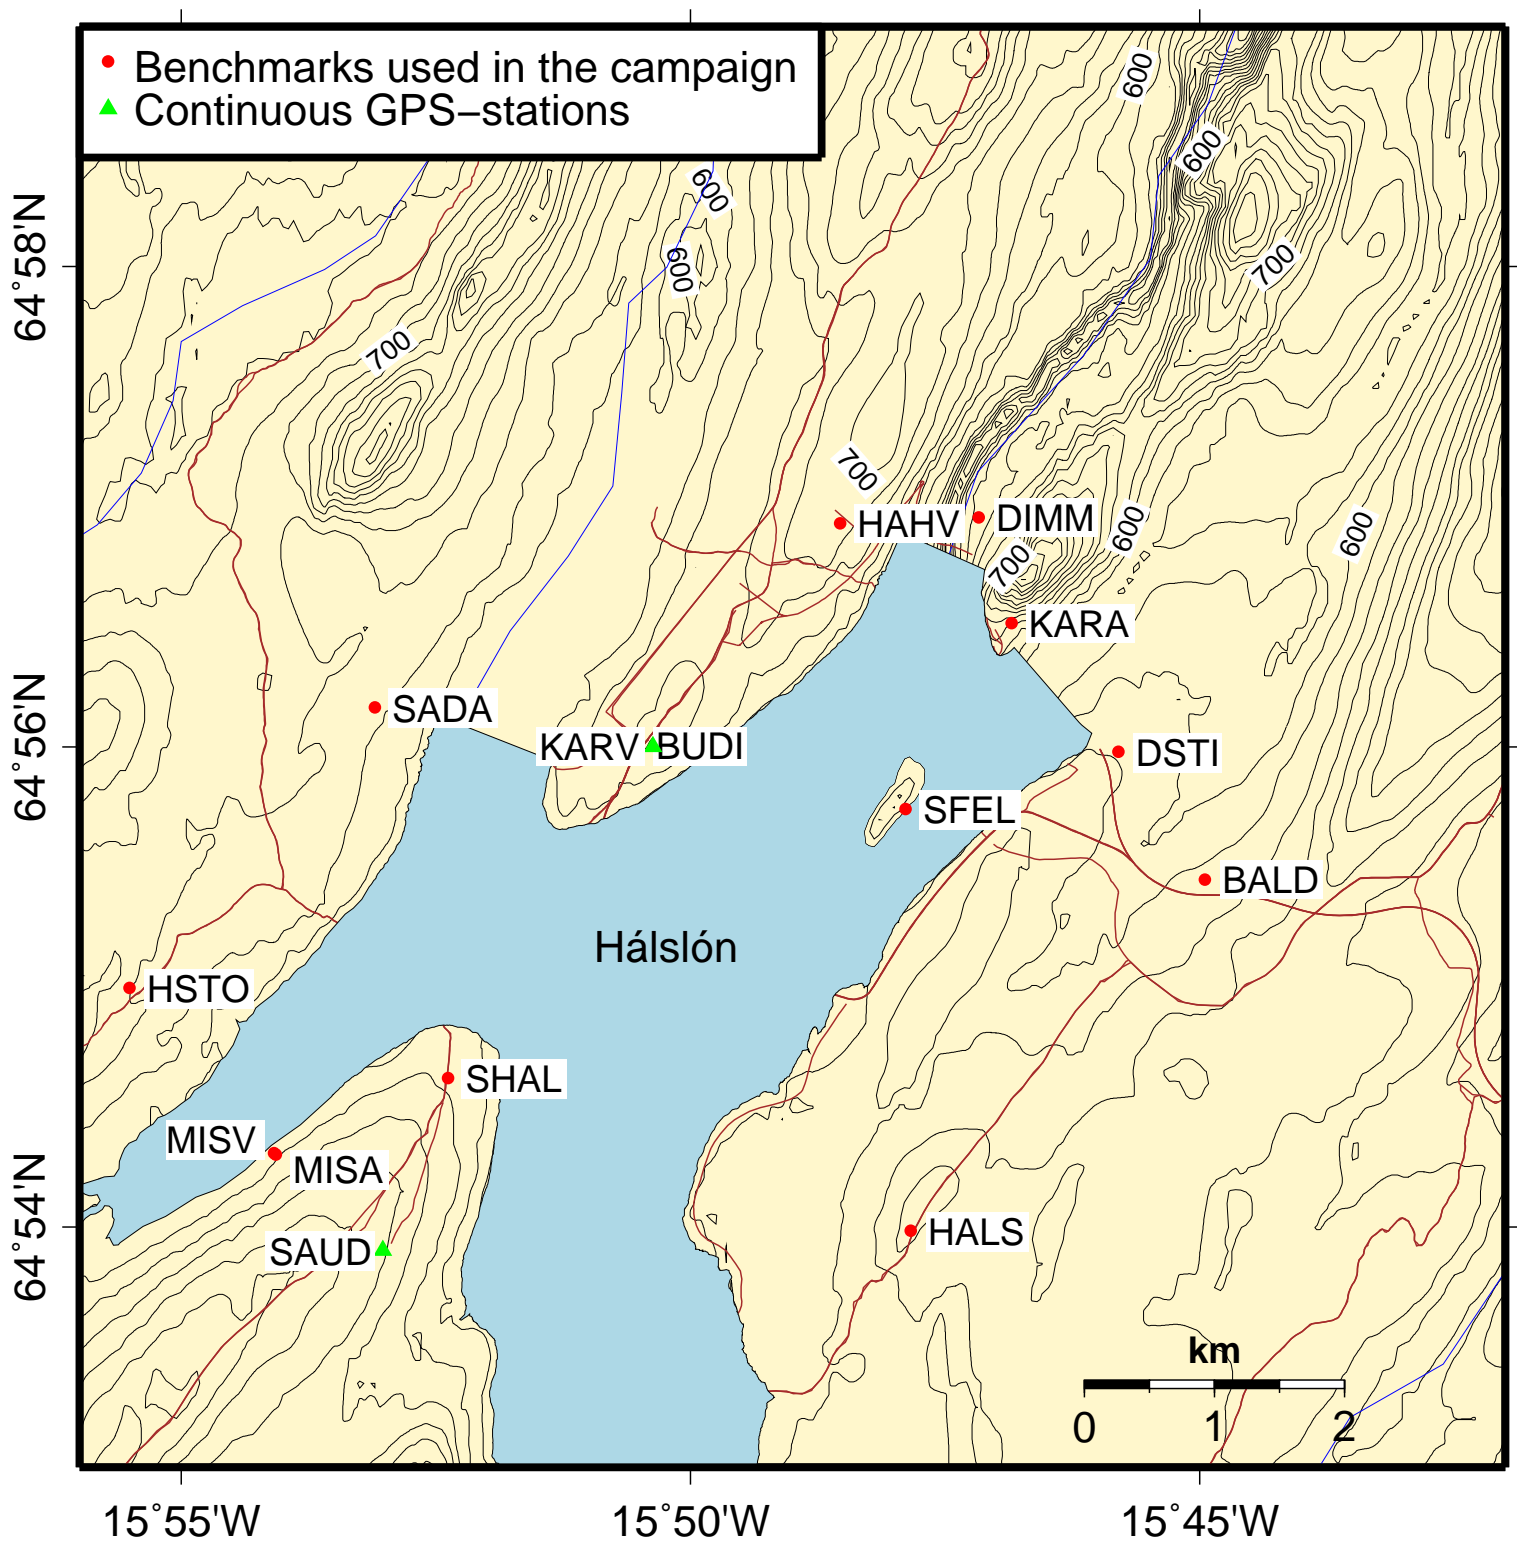 Benchmarks used in the campaign
Continuous GPS–stations
600
600
600
600
700
700
64˚58'N
700
HAHV
DIMM
600
600
700
KARA
SADA
64˚56'N
KARV
BUDI
DSTI
SFEL
BALD
Hálslón
HSTO
SHAL
MISV
MISA
64˚54'N
SAUD
HALS
km
0 1 2
15˚55'W 15˚50'W 15˚45'W